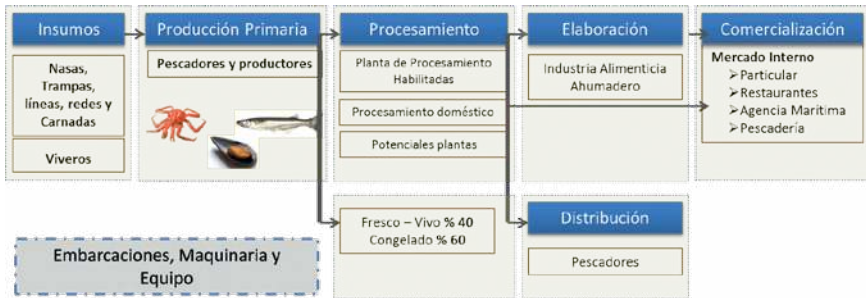 Insumos
Nasas,
Trampas,
líneas, redes y
Carnadas
Viveros
Producción Primaria
Pescadores y productores
Procesamiento
Planta de Procesamiento
Habilitadas
Procesamiento doméstico
Potenciales plantas
Fresco – Vivo % 40
Congelado % 60
Elaboración
Industria Alimenticia
Ahumadero
Distribución
Pescadores
Comercialización
Mercado Interno
➢Particular
➢Restaurantes
➢Agencia Marítima
➢Pescadería
Embarcaciones, Maquinaria y
Equipo